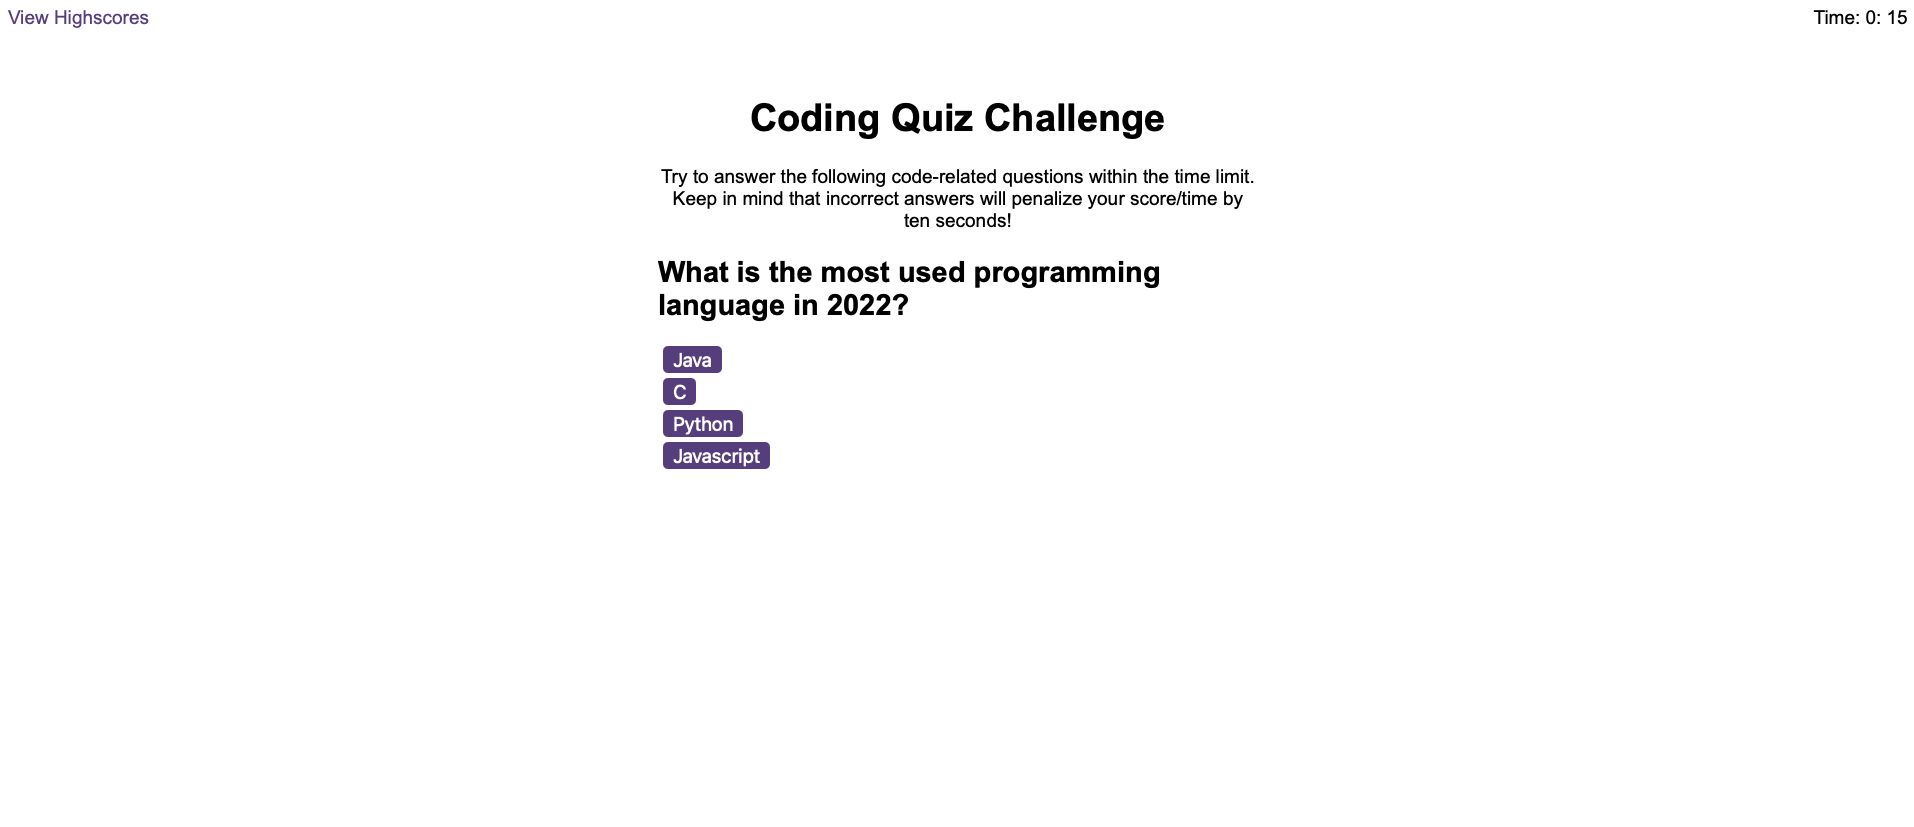 View Highscores
Time: 0: 15
Coding Quiz Challenge
Try to answer the following code-related questions within the time limit.
Keep in mind that incorrect answers will penalize your score/time by
ten seconds!
What is the most used programming
language in 2022?
Java
C
Python
Javascript